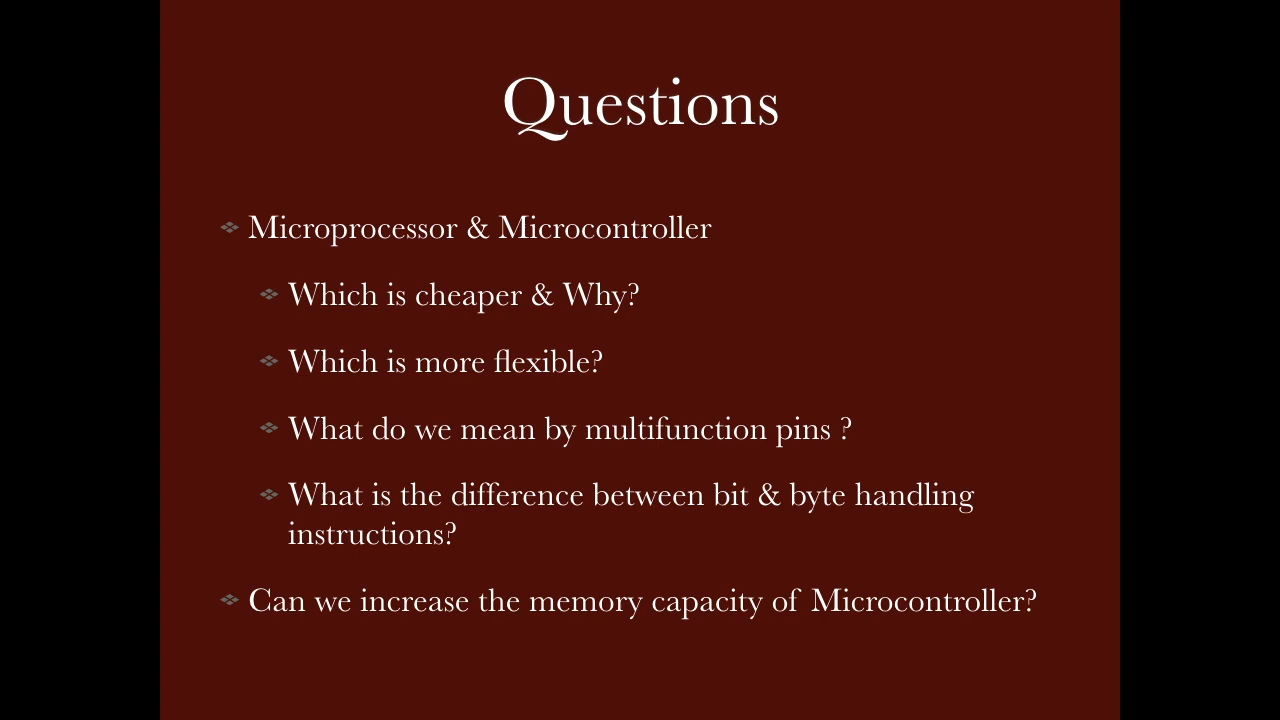 Questions
Microprocessor & Microcontroller
Which is cheaper & Why?
Which is more flexible?
What do we mean by multifunction pins ?
What is the difference between bit & byte handling
instructions?
Can we increase the memory capacity of Microcontroller?